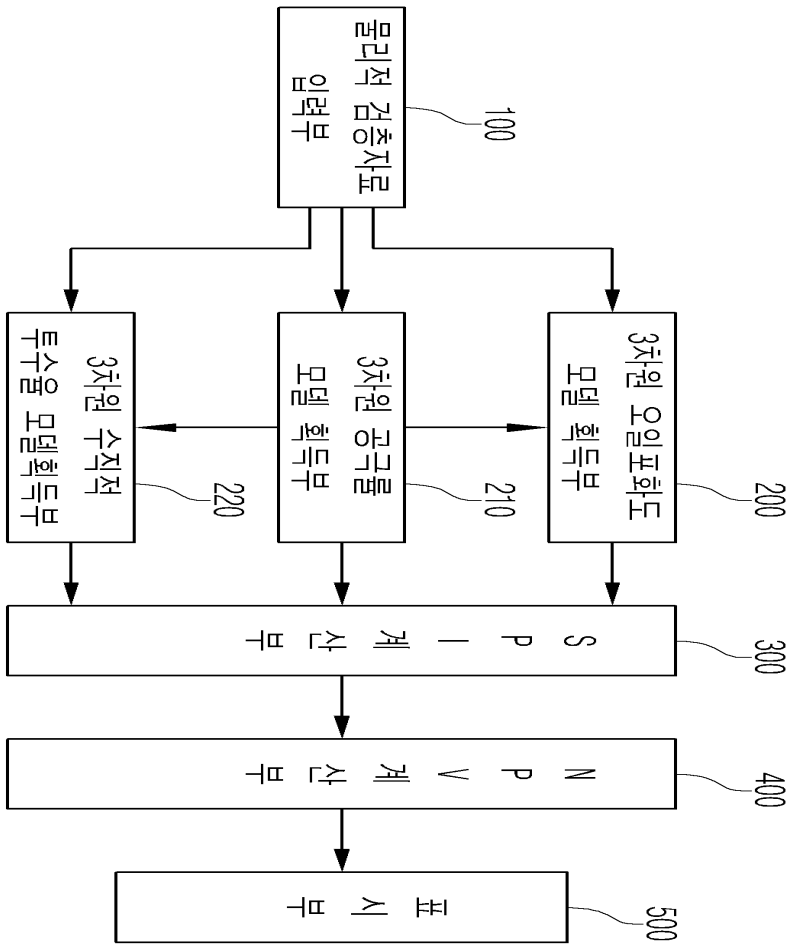 물리적 검층자료
입력부
100
3차원 오일포화도
모델 획득부
200
3차원 공극률
모델 획득부
210
3차원 수직적
투수율 모델획득부
220
S P I 계 산 부
300
N P V 계 산 부
400
표 시 부
500